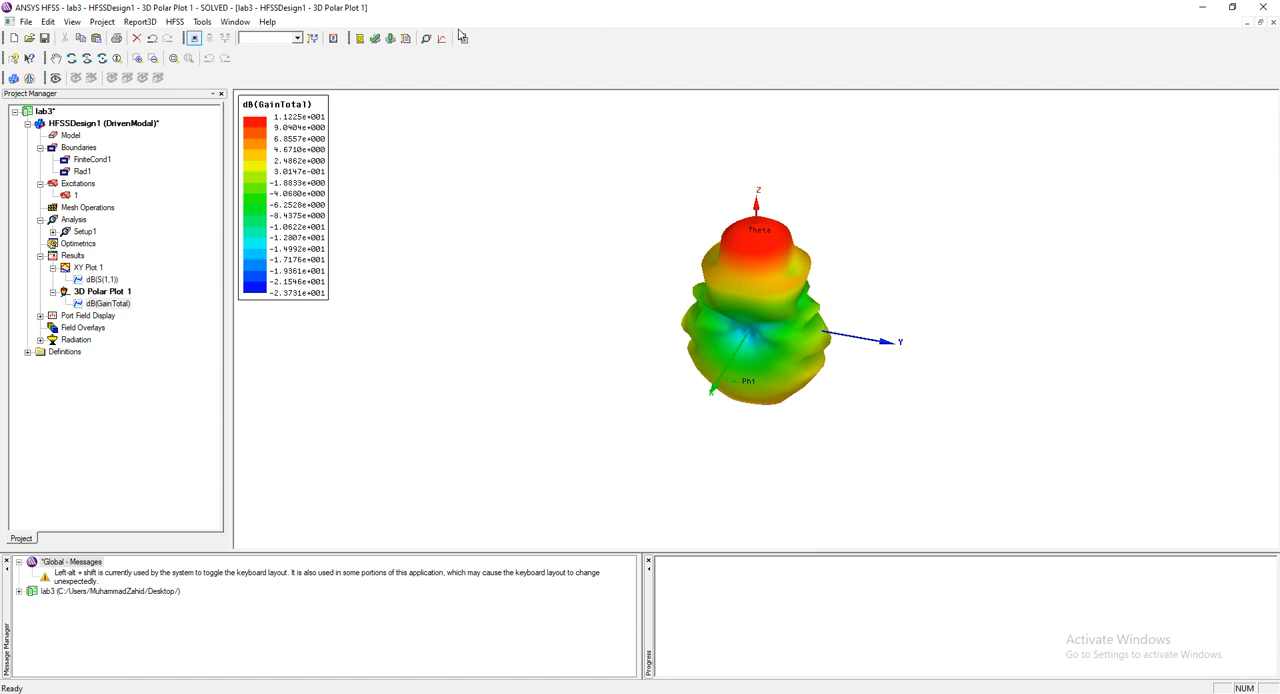 ANSYS HFSS - lab3 - HFSSDesign1 - 3D Polar Plot 1 - SOLVED - [lab3 - HFSSDesign1 - 3D Polar Plot 1]
File Edit View Project Report3D HFSS Tools Window Help
Project Manager
lab3*
HFSSDesign1 (DrivenModal)*
Model
Boundaries
FiniteCond1
Rad1
Excitations
1
Mesh Operations
Analysis
Setup1
Optimetrics
Results
XY Plot 1
dB(S(1,1))
3D Polar Plot 1
dB(GainTotal)
Port Field Display
Field Overlays
Radiation
Definitions
Project
dB(GainTotal)
1.1225e+001
9.0404e+000
6.8557e+000
4.6710e+000
2.4862e+000
3.0147e-001
-1.8833e+000
-4.0680e+000
-6.2528e+000
-8.4375e+000
-1.0622e+001
-1.2807e+001
-1.4992e+001
-1.7176e+001
-1.9361e+001
-2.1546e+001
-2.3731e+001
Z
Theta
Y
Phi
X
*Global - Messages
Left-alt + shift is currently used by the system to toggle the keyboard layout. It is also used in some portions of this application, which may cause the keyboard layout to change
unexpectedly.
lab3 (C:/Users/MuhammadZahid/Desktop/)
Message Manager
Progress
Activate Windows
Go to Settings to activate Windows.
Ready
NUM